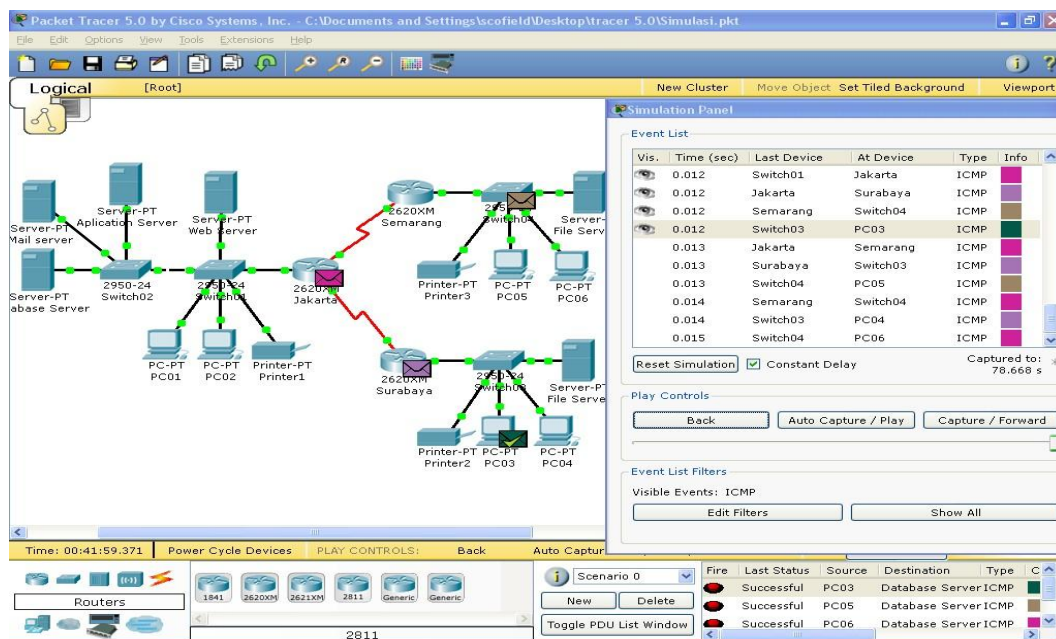 Packet Tracer 5.0 by Cisco Systems, Inc. - C:\Documents and Settings\scofield\Desktop\tracer 5.0\Simulasi.pkt
File Edit Options View Tools Extensions Help
Logical [Root] New Cluster Move Object Set Tiled Background Viewport
Server-PT
Mail server
Server-PT
Aplication Server
Server-PT
Web Server
Server-PT
abase Server
2950-24
Switch02
2950-24
Switch01
PC-PT
PC01
PC-PT
PC02
Printer-PT
Printer1
2620XM
Jakarta
2620XM
Semarang
Switch04
Server-
File Serv
Printer-PT
Printer3
PC-PT
PC05
PC-PT
PC06
2620XM
Surabaya
2950-24
Switch03
Server-P
File Serve
Printer-PT
Printer2
PC-PT
PC03
PC-PT
PC04
Simulation Panel
Event List
Vis. Time (sec) Last Device At Device Type Info
0.012 Switch01 Jakarta ICMP
0.012 Jakarta Surabaya ICMP
0.012 Semarang Switch04 ICMP
0.012 Switch03 PC03 ICMP
0.013 Jakarta Semarang ICMP
0.013 Surabaya Switch03 ICMP
0.013 Switch04 PC05 ICMP
0.014 Semarang Switch04 ICMP
0.014 Switch03 PC04 ICMP
0.015 Switch04 PC06 ICMP
Reset Simulation Constant Delay Captured to: *
78.668 s
Play Controls
Back Auto Capture / Play Capture / Forward
Event List Filters
Visible Events: ICMP
Edit Filters Show All
Time: 00:41:59.371 Power Cycle Devices PLAY CONTROLS: Back Auto Captur
Routers
1841 2620XM 2621XM 2811 Generic Generic
2811
Scenario 0
New Delete
Toggle PDU List Window
Fire Last Status Source Destination Type C
Successful PC03 Database Server ICMP
Successful PC05 Database Server ICMP
Successful PC06 Database Server ICMP